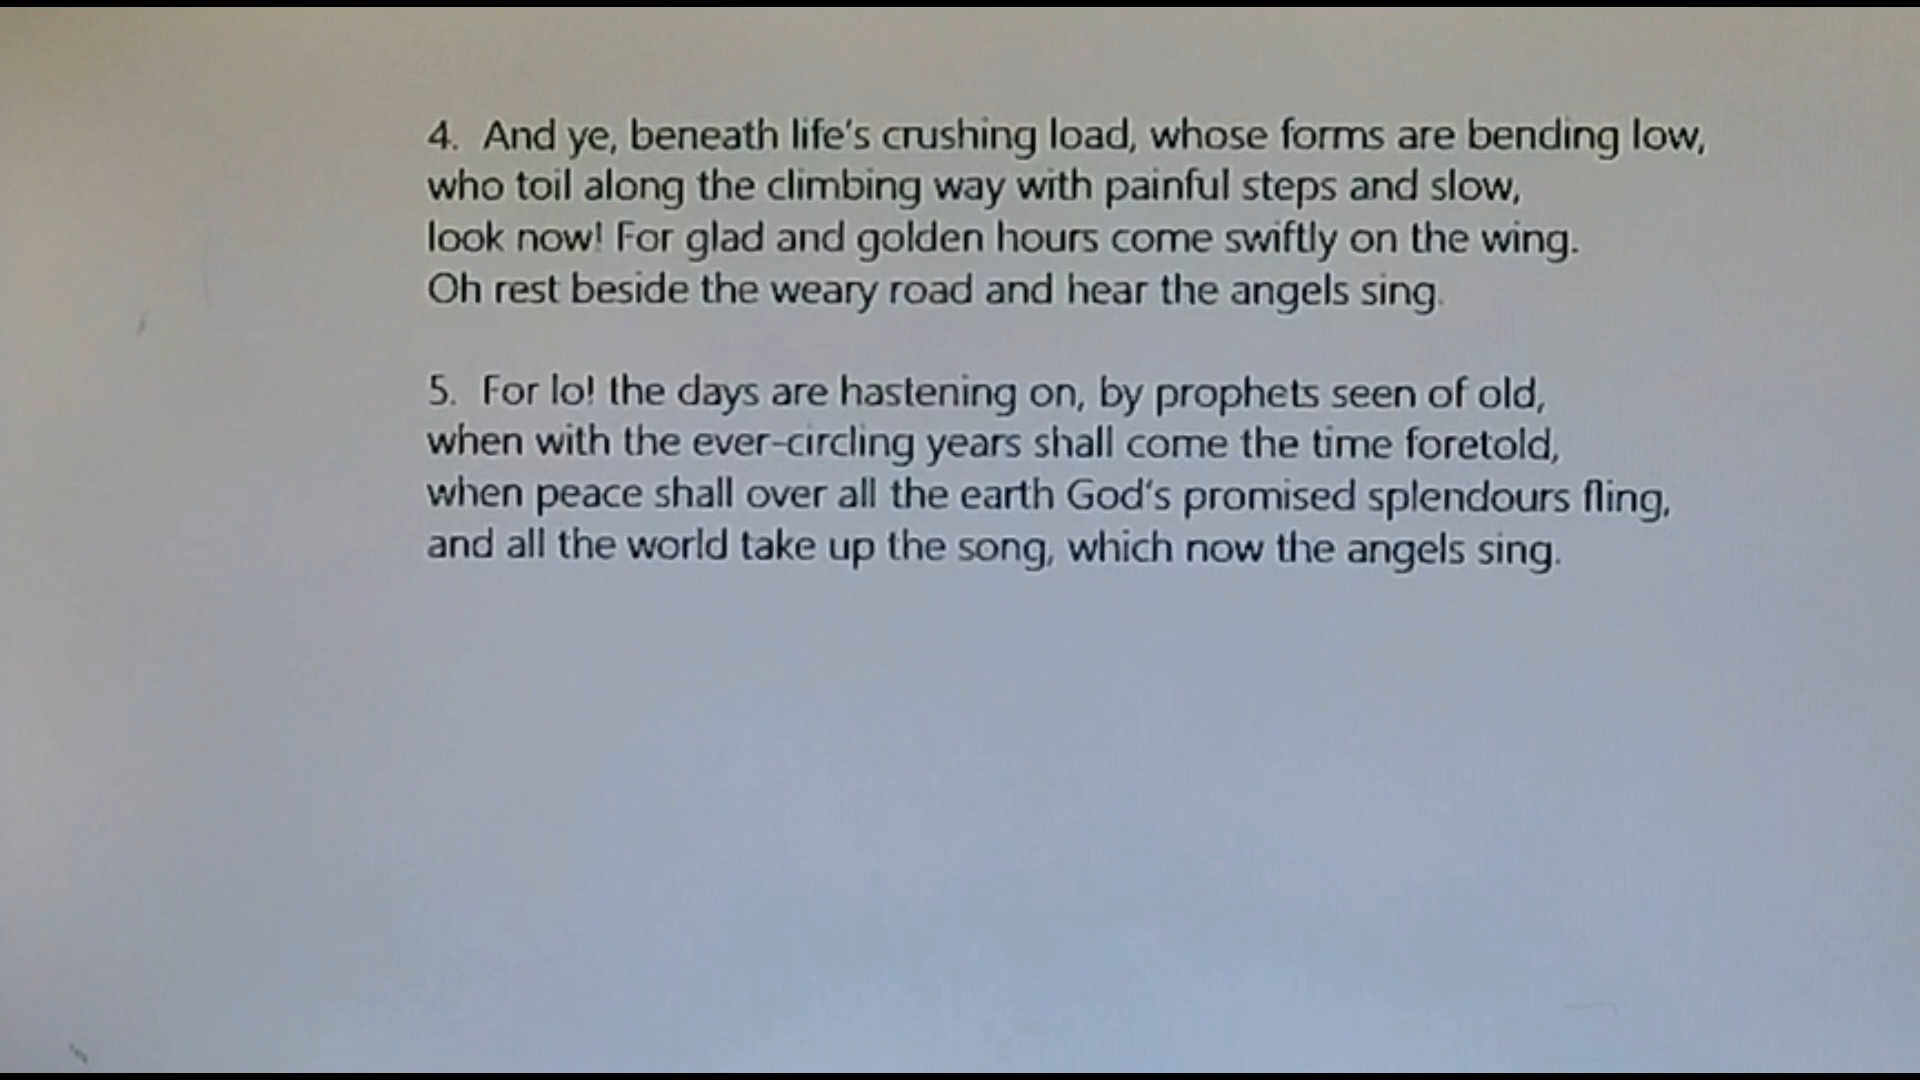 4. And ye, beneath life's crushing load, whose forms are bending low,
who toil along the climbing way with painful steps and slow,
look now! For glad and golden hours come swiftly on the wing.
Oh rest beside the weary road and hear the angels sing.
5. For lo! the days are hastening on, by prophets seen of old,
when with the ever-circling years shall come the time foretold,
when peace shall over all the earth God's promised splendours fling,
and all the world take up the song, which now the angels sing.